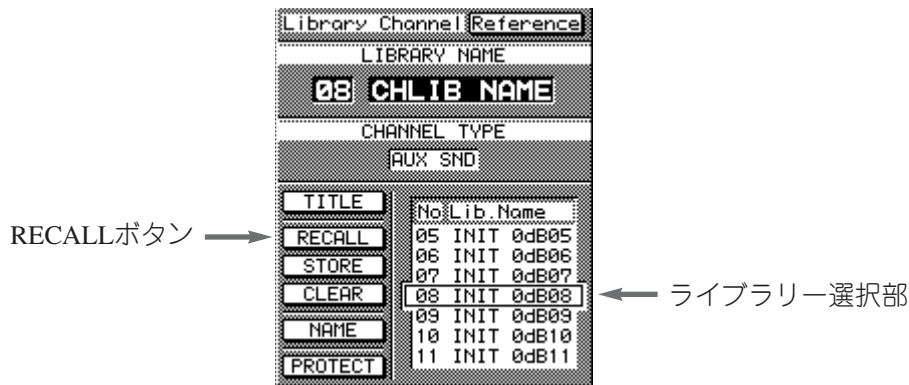 Library Channel Reference
LIBRARY NAME
08 CHLIB NAME
CHANNEL TYPE
AUX SND
TITLE
RECALL
STORE
CLEAR
NAME
PROTECT
No Lib.Name
05 INIT 0dB05
06 INIT 0dB06
07 INIT 0dB07
08 INIT 0dB08
09 INIT 0dB09
10 INIT 0dB10
11 INIT 0dB11
RECALLボタン
ライブラリー選択部